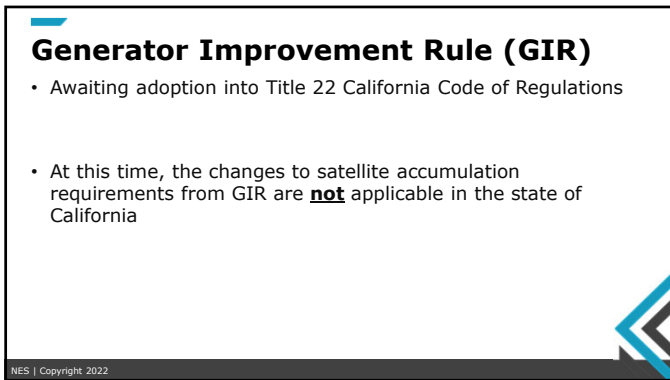 Generator Improvement Rule (GIR)
• Awaiting adoption into Title 22 California Code of Regulations
• At this time, the changes to satellite accumulation
requirements from GIR are not applicable in the state of
California
NES | Copyright 2022